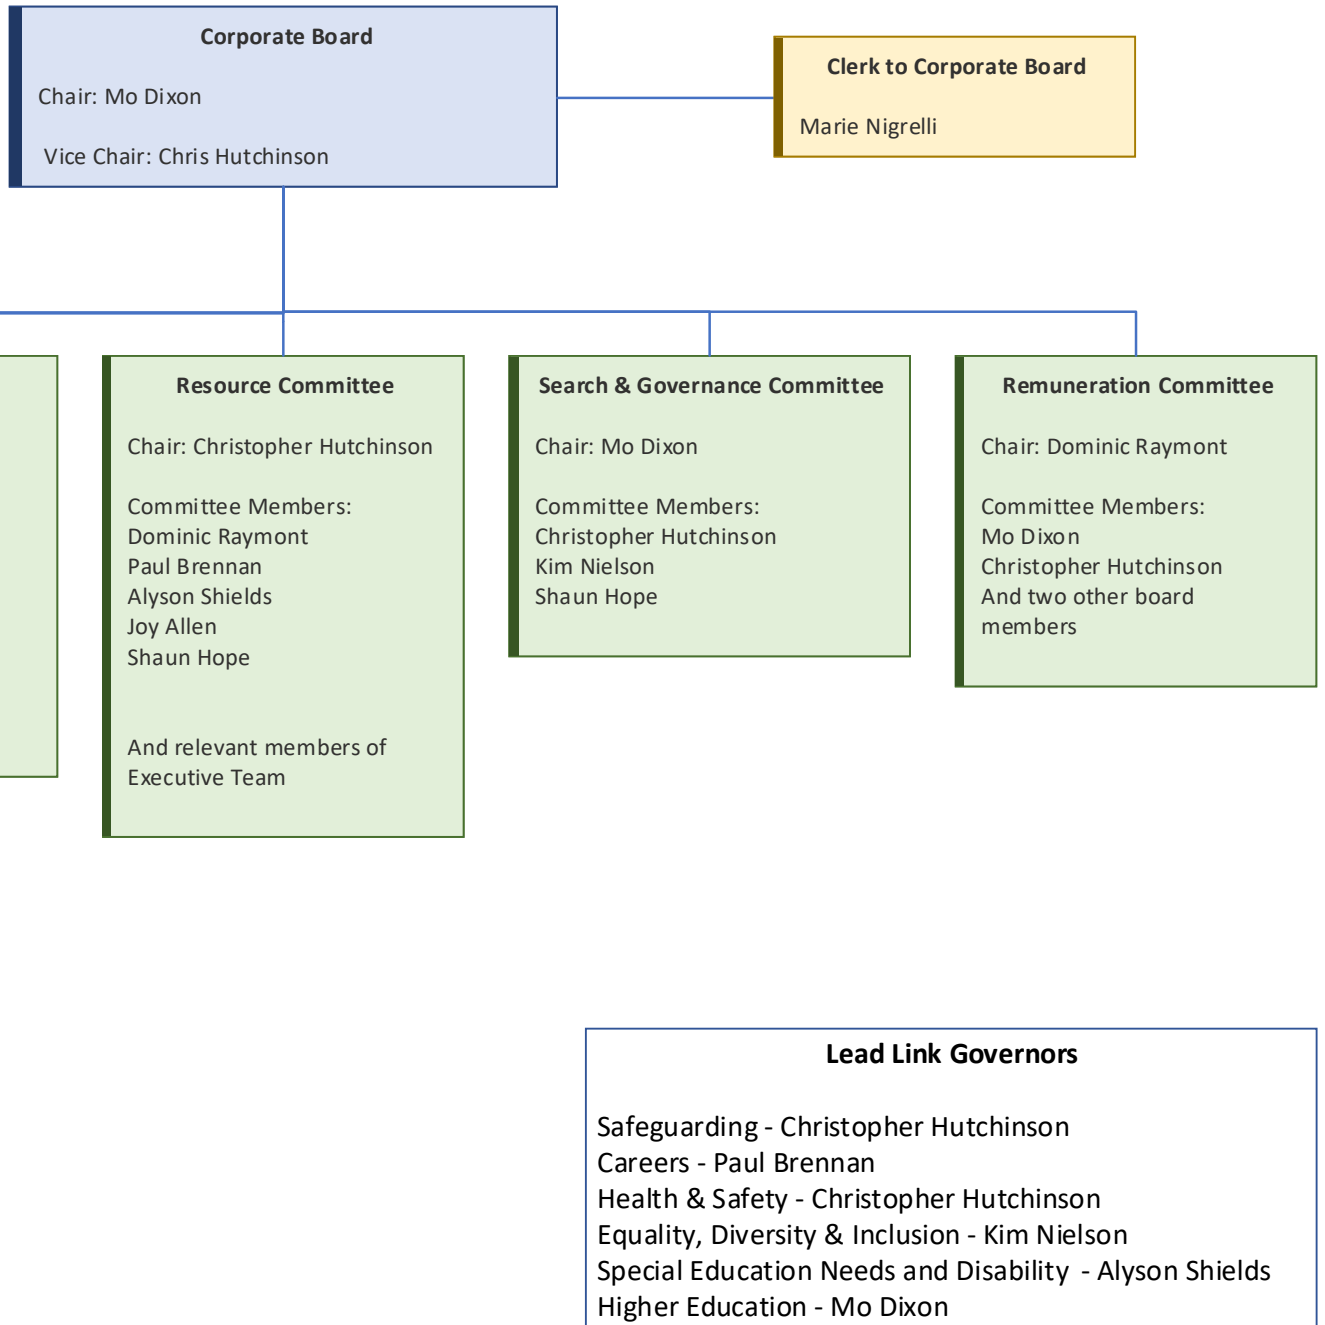 Corporate Board
Chair: Mo Dixon
Vice Chair: Chris Hutchinson
Clerk to Corporate Board
Marie Nigrelli
Resource Committee
Chair: Christopher Hutchinson
Committee Members:
Dominic Raymont
Paul Brennan
Alyson Shields
Joy Allen
Shaun Hope
And relevant members of
Executive Team
Search & Governance Committee
Chair: Mo Dixon
Committee Members:
Christopher Hutchinson
Kim Nielson
Shaun Hope
Remuneration Committee
Chair: Dominic Raymont
Committee Members:
Mo Dixon
Christopher Hutchinson
And two other board
members
Lead Link Governors
Safeguarding - Christopher Hutchinson
Careers - Paul Brennan
Health & Safety - Christopher Hutchinson
Equality, Diversity & Inclusion - Kim Nielson
Special Education Needs and Disability  - Alyson Shields
Higher Education - Mo Dixon